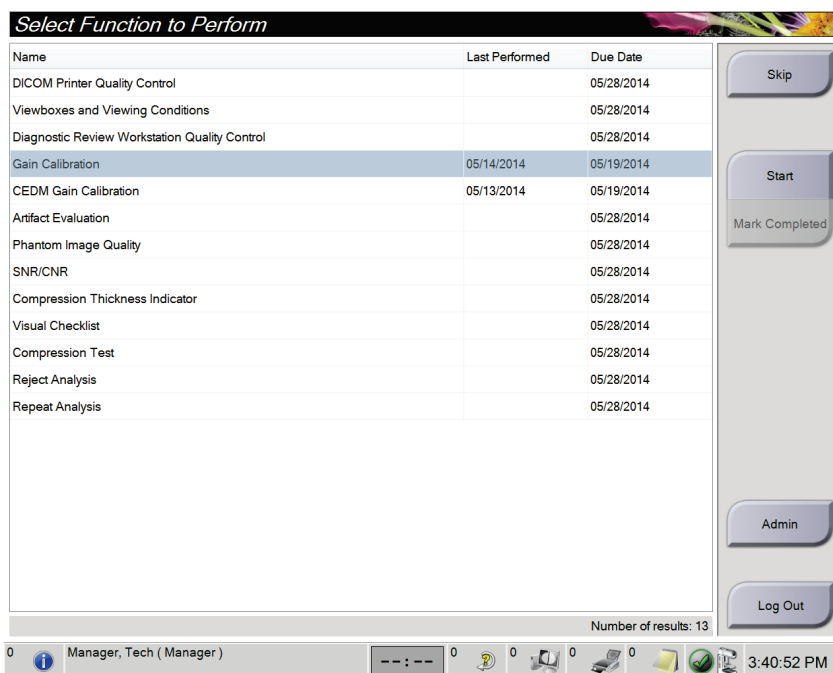 Select Function to Perform
Name Last Performed Due Date
DICOM Printer Quality Control 05/28/2014
Viewboxes and Viewing Conditions 05/28/2014
Diagnostic Review Workstation Quality Control 05/28/2014
Gain Calibration 05/14/2014 05/19/2014
CEDM Gain Calibration 05/13/2014 05/19/2014
Artifact Evaluation 05/28/2014
Phantom Image Quality 05/28/2014
SNR/CNR 05/28/2014
Compression Thickness Indicator 05/28/2014
Visual Checklist 05/28/2014
Compression Test 05/28/2014
Reject Analysis 05/28/2014
Repeat Analysis 05/28/2014
Number of results: 13
Skip
Start
Mark Completed
Admin
Log Out
0 Manager, Tech ( Manager ) --:-- 0 0 0 0 3:40:52 PM